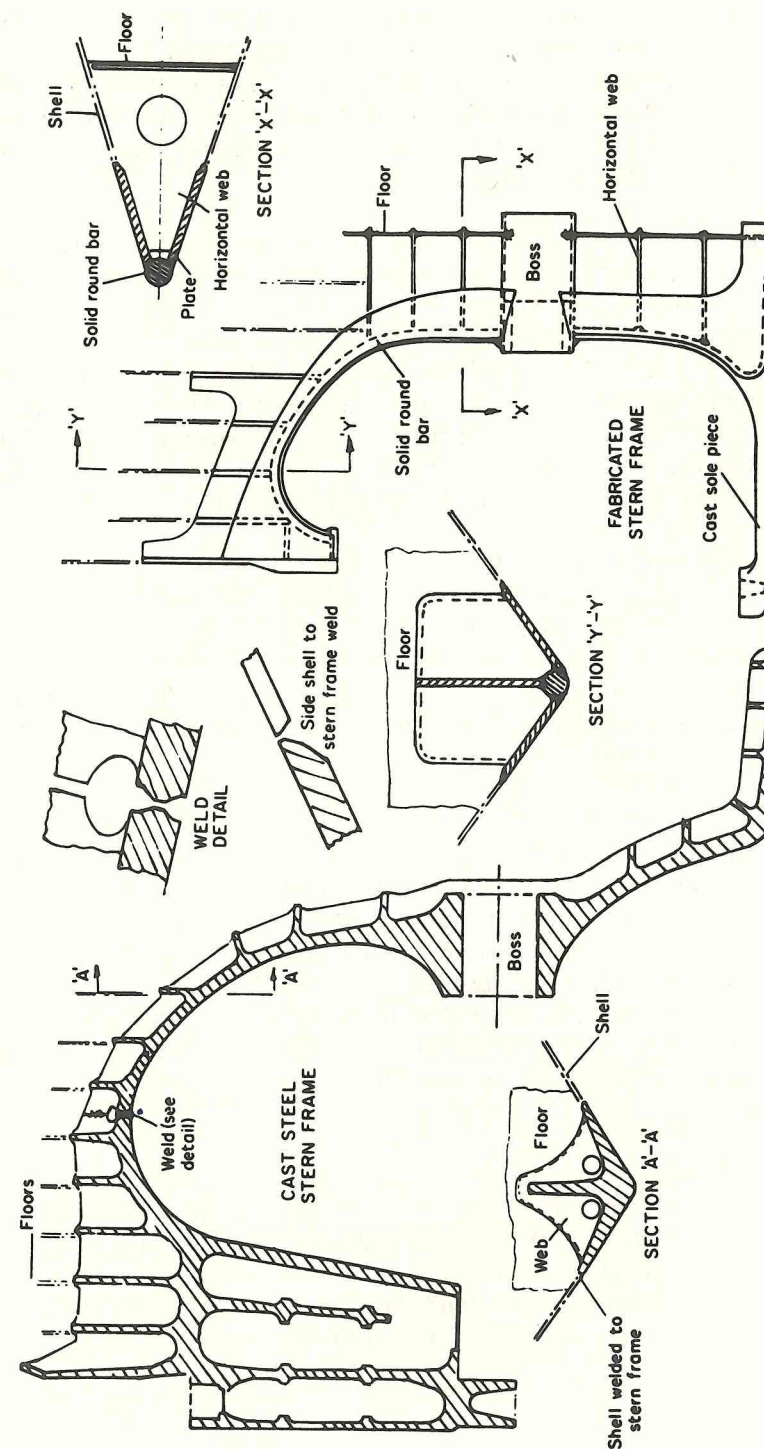 Floors
Weld (see
detail)
CAST STEEL
STERN FRAME
'A'
'A'
WELD
DETAIL
Side shell to
stern frame weld
Boss
Shell welded to
stern frame
Web
Floor
Shell
SECTION 'A'-'A'
'Y'
'Y'
Solid round
bar
'X'
'X'
Floor
Boss
Horizontal web
FABRICATED
STERN FRAME
Cast sole piece
Floor
SECTION 'Y'-'Y'
Solid round bar
Plate
Horizontal web
Shell
Floor
SECTION 'X'-'X'